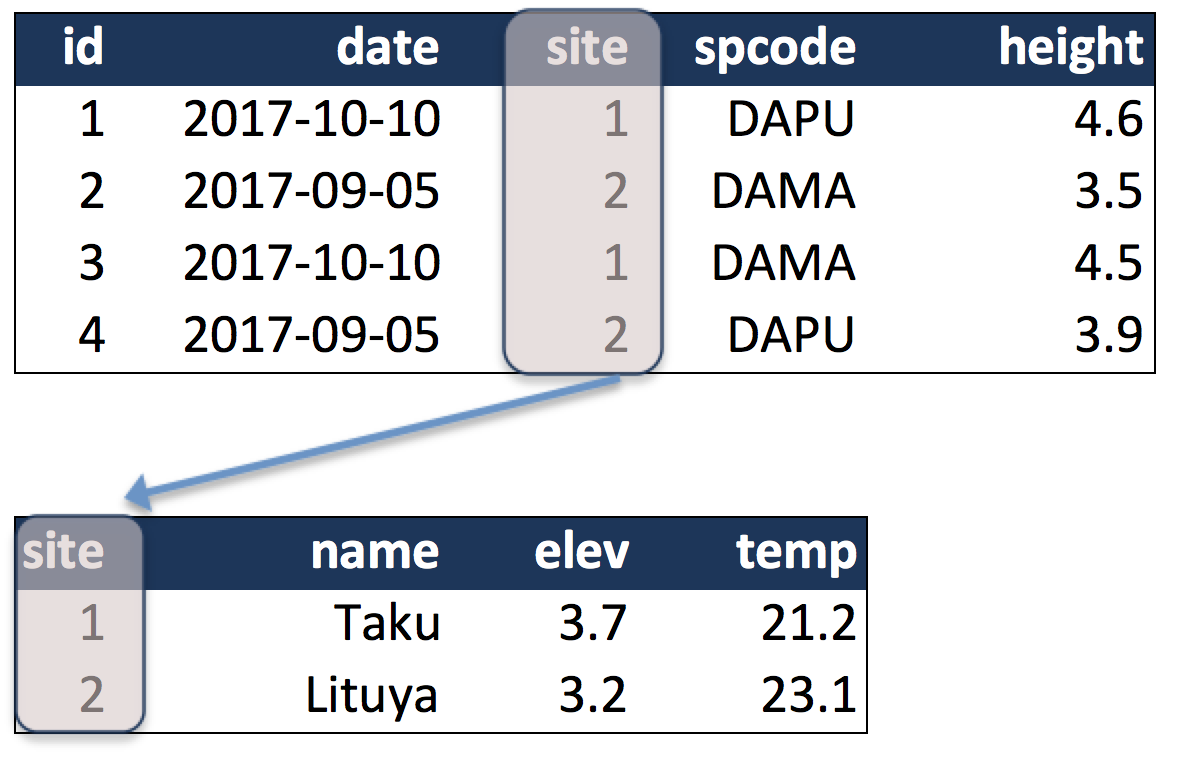 id date site spcode height
1 2017-10-10 1 DAPU 4.6
2 2017-09-05 2 DAMA 3.5
3 2017-10-10 1 DAMA 4.5
4 2017-09-05 2 DAPU 3.9
site name elev temp
1 Taku 3.7 21.2
2 Lituya 3.2 23.1